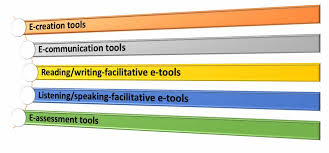 E-creation tools
E-communication tools
Reading/writing-facilitative e-tools
Listening/speaking-facilitative e-tools
E-assessment tools